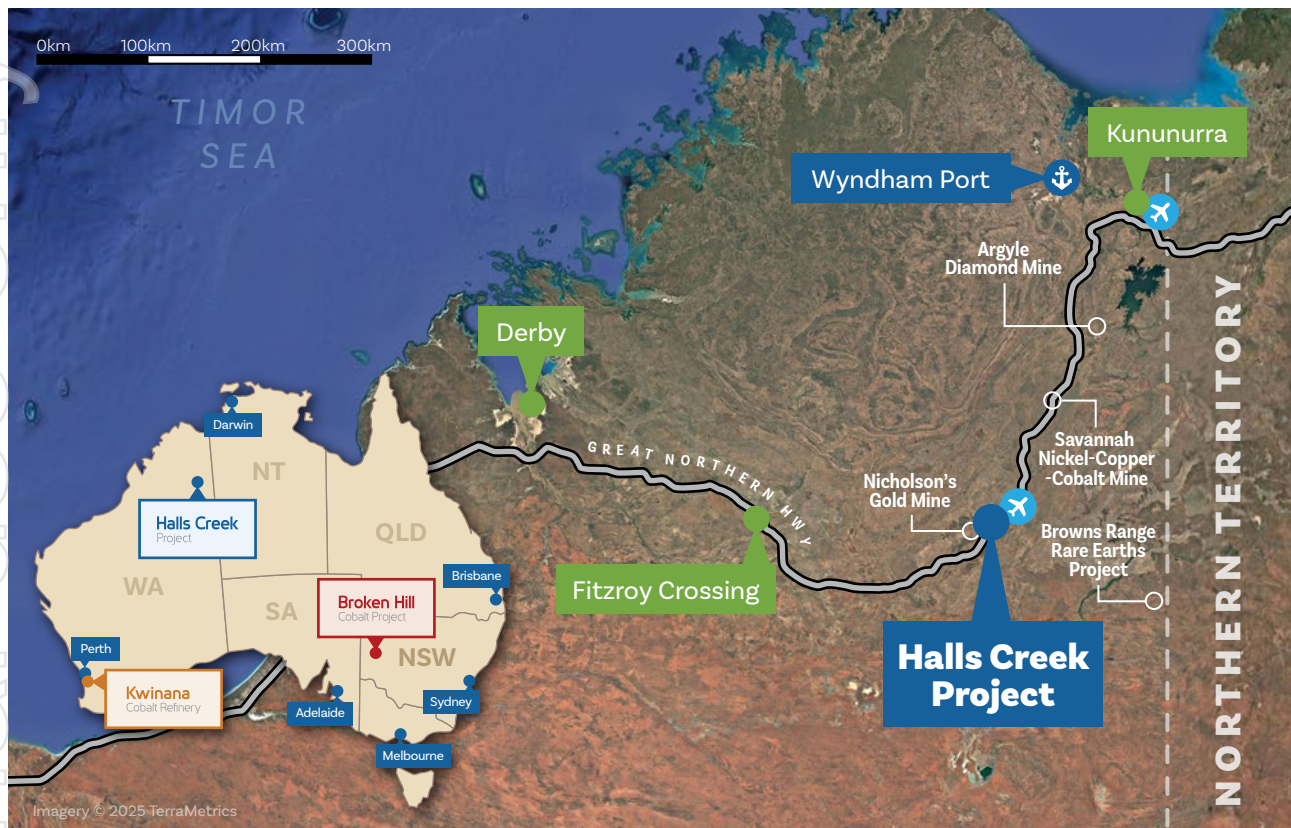 0km 100km 200km 300km
TIMOR
SEA
Kununurra
Wyndham Port
Argyle
Diamond Mine
Derby
GREAT NORTHERN HWY
Savannah
Nickel-Copper
-Cobalt Mine
Nicholson's
Gold Mine
Browns Range
Rare Earths
Project
Fitzroy Crossing
Halls Creek
Project
NORTHERN TERRITORY
Darwin
NT
Halls Creek
Project
QLD
WA
Brisbane
SA
Broken Hill
Cobalt Project
NSW
Perth
Kwinana
Cobalt Refinery
Sydney
Adelaide
Melbourne
Imagery © 2025 TerraMetrics